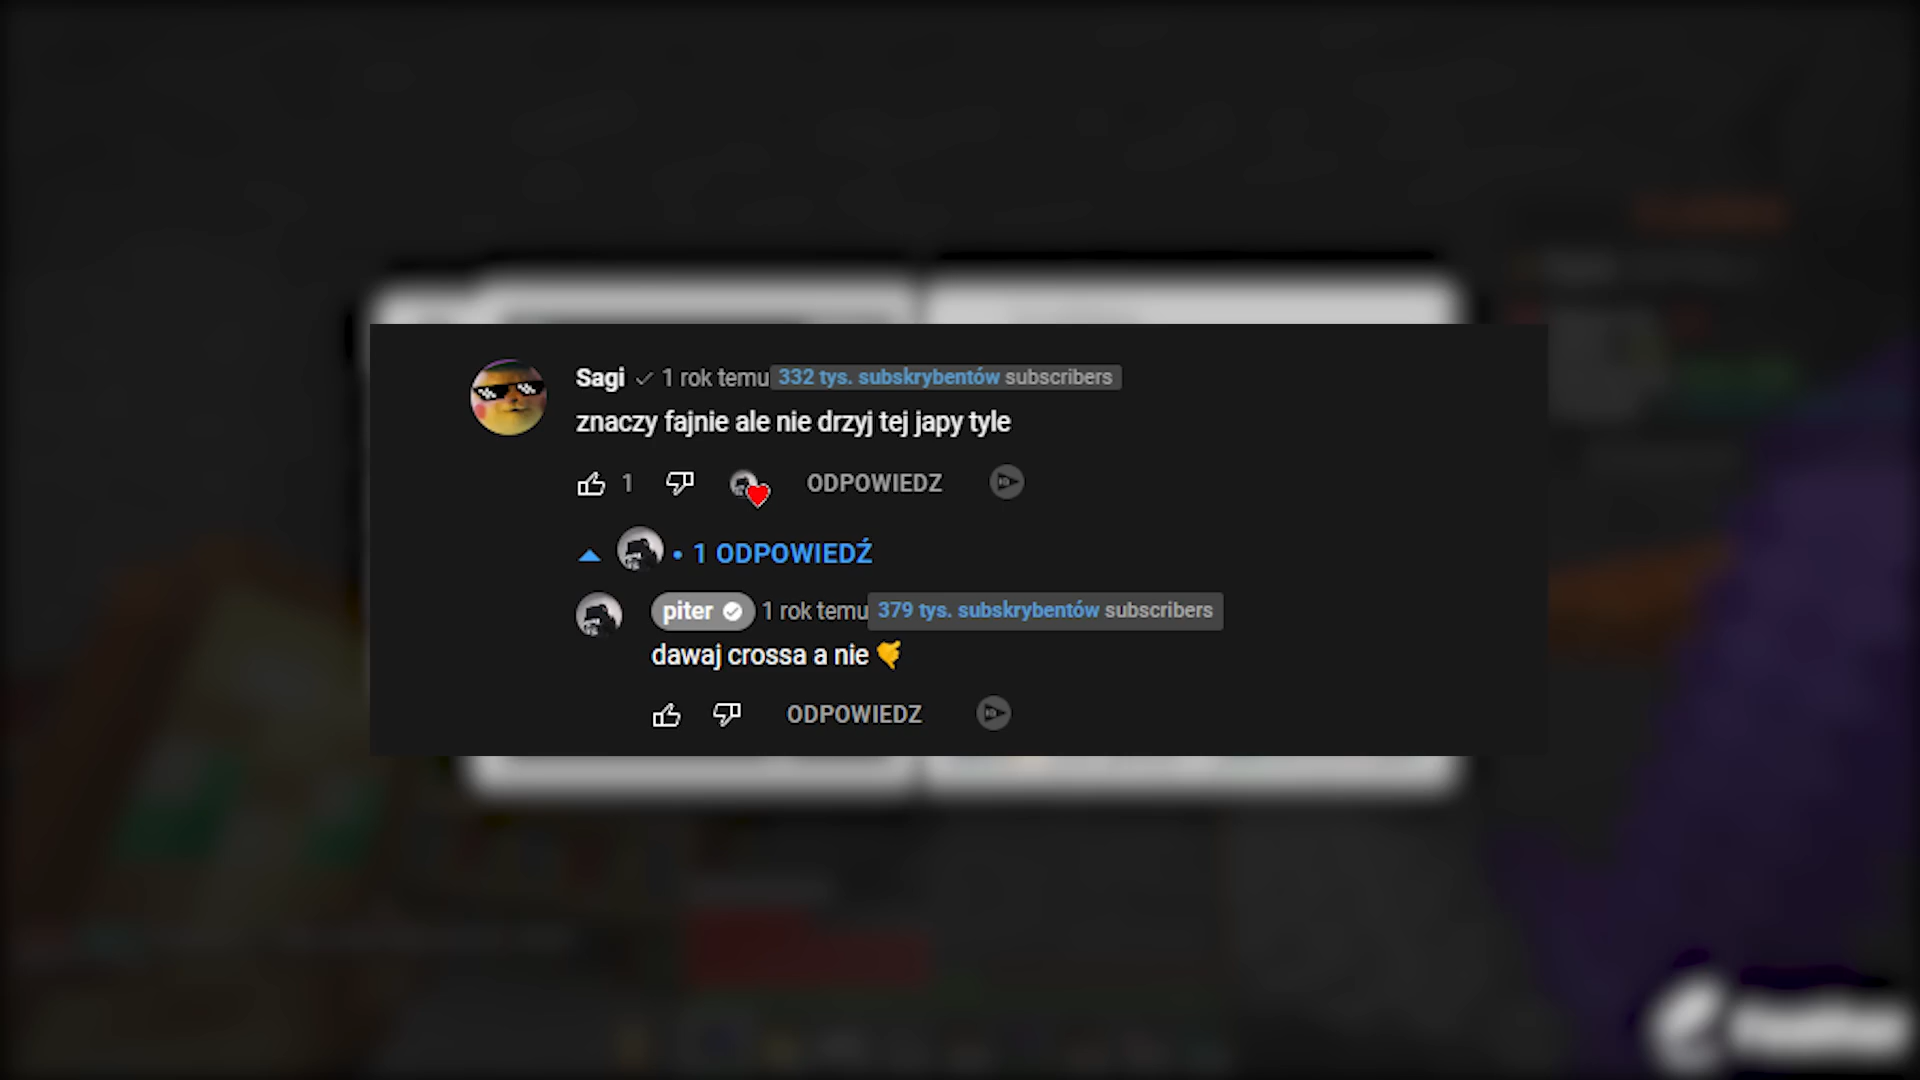 Sagi 1 rok temu 332 tys. subskrybentów subscribers
znaczy fajnie ale nie drzyj tej japy tyle
1 ODPOWIEDZ
• 1 ODPOWIEDŹ
piter 1 rok temu 379 tys. subskrybentów subscribers
dawaj crossa a nie 🤙
ODPOWIEDZ